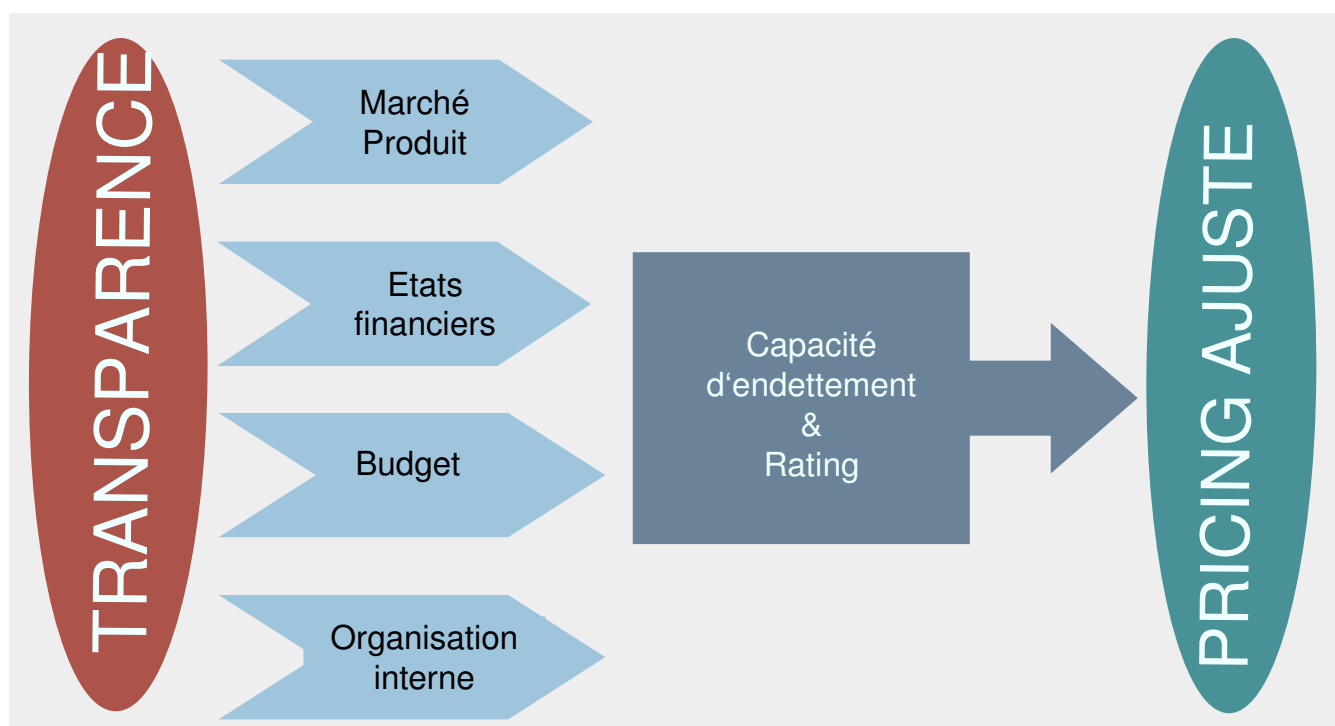 TRANSPARENCE
Marché
Produit
Etats
financiers
Budget
Organisation
interne
Capacité
d‘endettement
&
Rating
PRICING AJUSTE